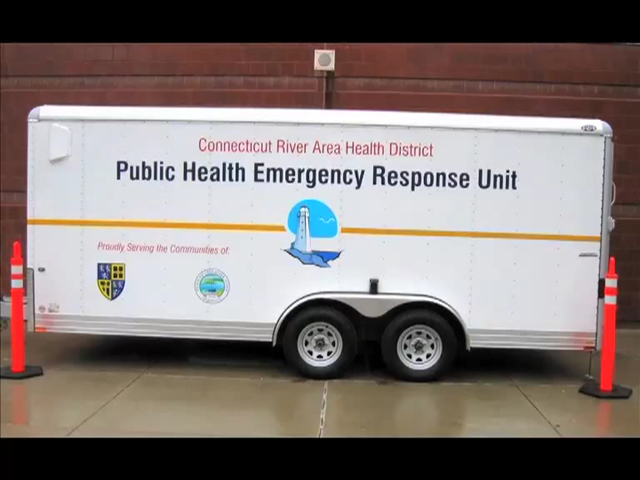 Connecticut River Area Health District
Public Health Emergency Response Unit
Proudly Serving the Communities of: